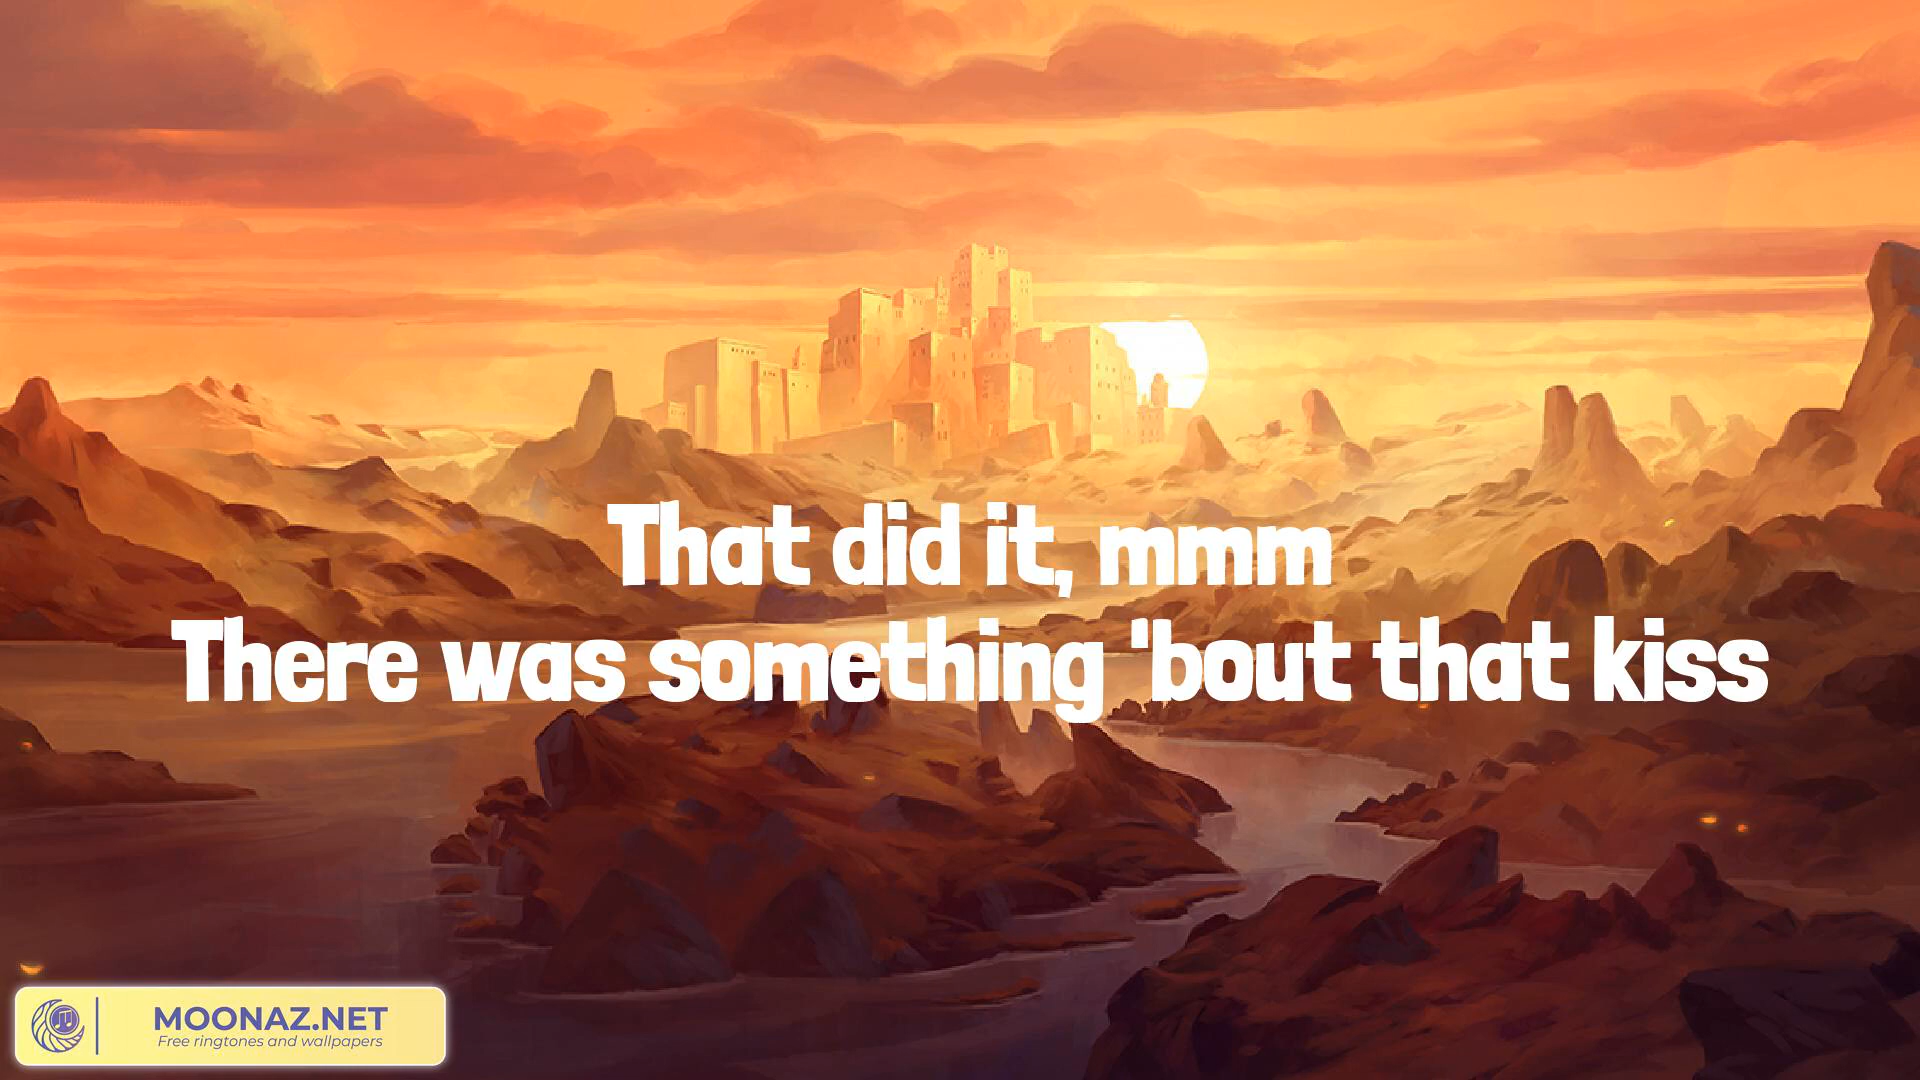 That did it, mmm
There was something 'bout that kiss
MOONAZ.NET
Free ringtones and wallpapers